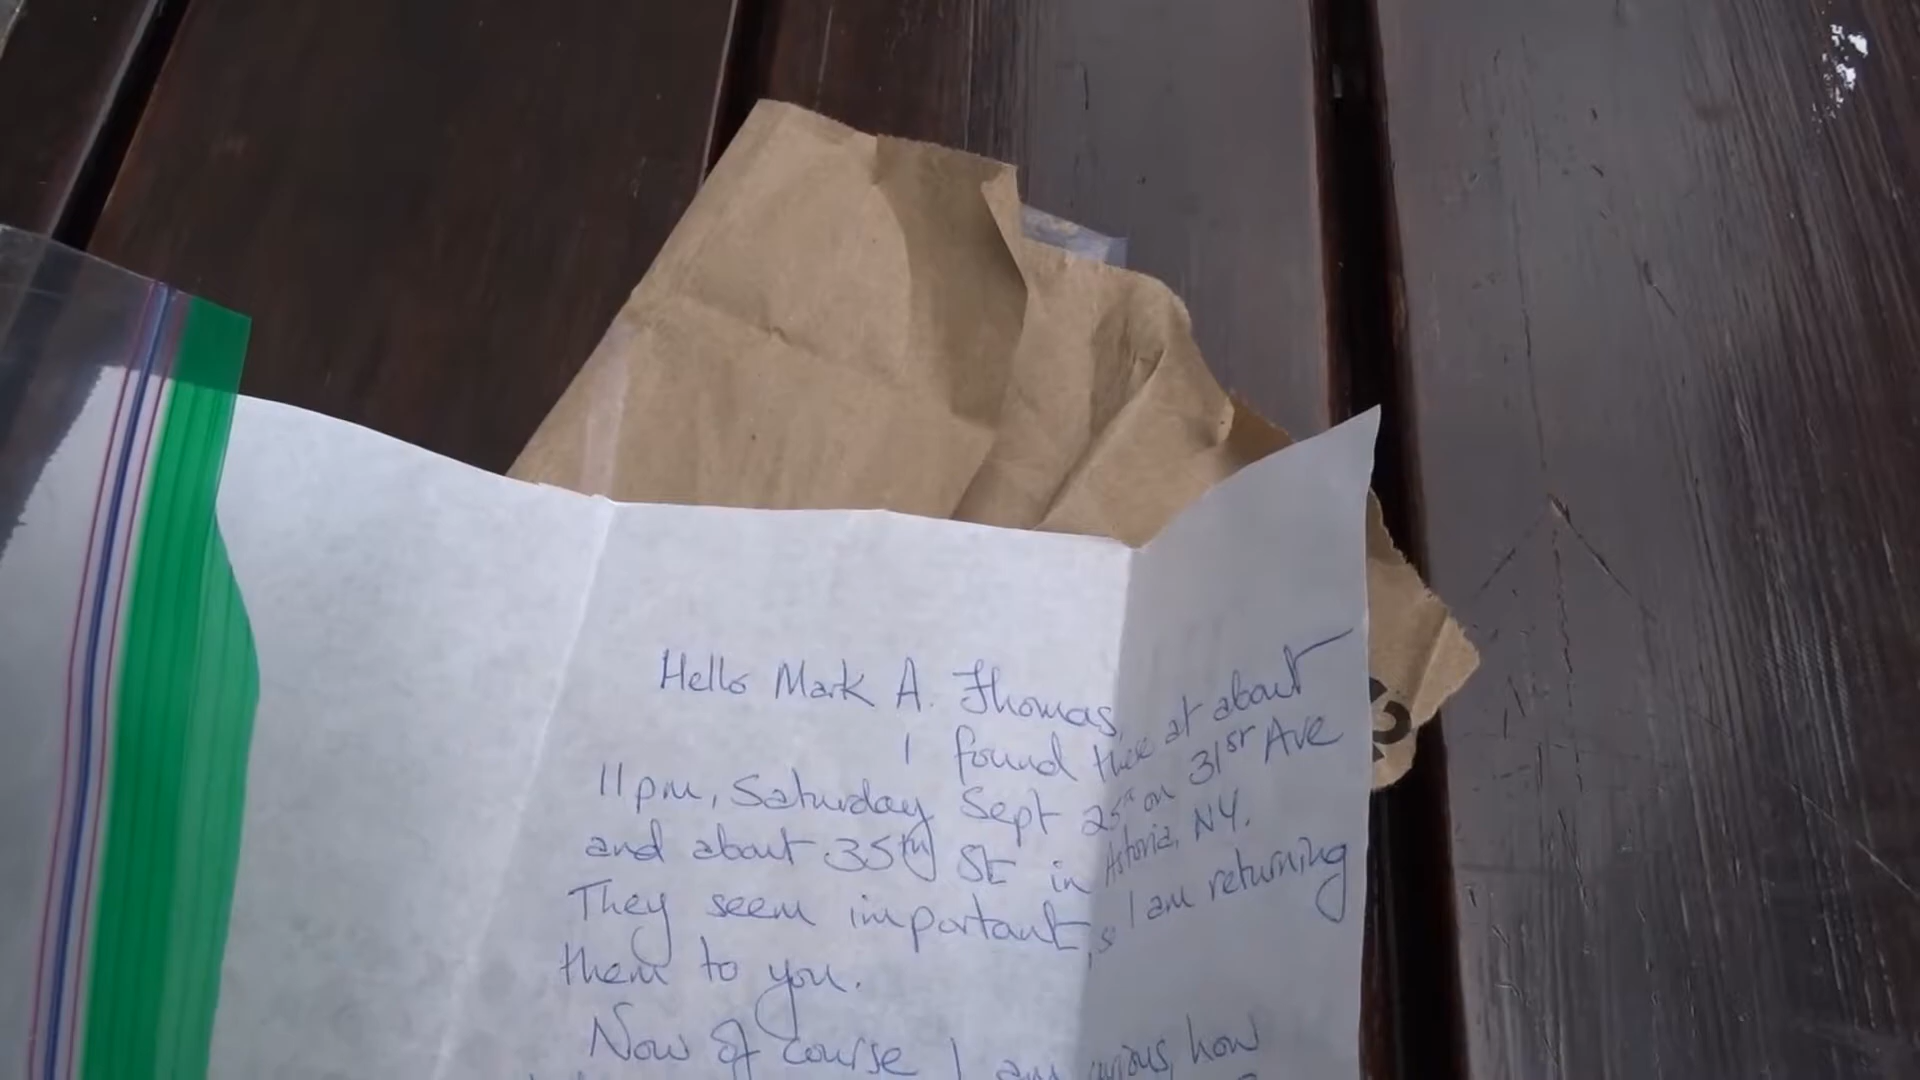 Hello Mark A. Thomas,
I found these at about
11pm, Saturday Sept 25th on 31st Ave
and about 35th St in Astoria, NY.
They seem important, so I am returning
them to you.
Now of course I am curious, how